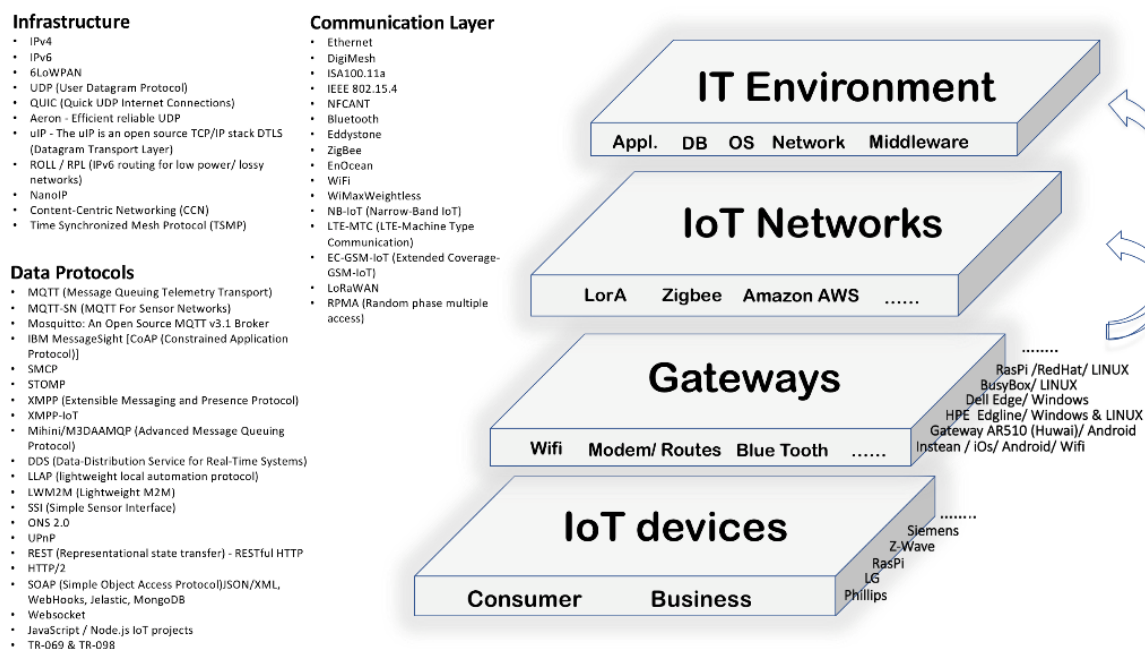 Infrastructure
• IPv4
• IPv6
• 6LoWPAN
• UDP (User Datagram Protocol)
• QUIC (Quick UDP Internet Connections)
• Aeron - Efficient reliable UDP
• uIP - The uIP is an open source TCP/IP stack DTLS
(Datagram Transport Layer)
• ROLL / RPL (IPv6 routing for low power/ lossy
networks)
• NanoIP
• Content-Centric Networking (CCN)
• Time Synchronized Mesh Protocol (TSMP)
Data Protocols
• MQTT (Message Queuing Telemetry Transport)
• MQTT-SN (MQTT For Sensor Networks)
• Mosquitto: An Open Source MQTT v3.1 Broker
• IBM MessageSight [CoAP (Constrained Application
Protocol)]
• SMCP
• STOMP
• XMPP (Extensible Messaging and Presence Protocol)
• XMPP-IoT
• Mihini/M3DAAMQP (Advanced Message Queuing
Protocol)
• DDS (Data-Distribution Service for Real-Time Systems)
• LLAP (lightweight local automation protocol)
• LWM2M (Lightweight M2M)
• SSI (Simple Sensor Interface)
• ONS 2.0
• UPnP
• REST (Representational state transfer) - RESTful HTTP
• HTTP/2
• SOAP (Simple Object Access Protocol)JSON/XML,
WebHooks, Jelastic, MongoDB
• Websocket
• JavaScript / Node.js IoT projects
• TR-069 & TR-098
Communication Layer
• Ethernet
• DigiMesh
• ISA100.11a
• IEEE 802.15.4
• NFCANT
• Bluetooth
• Eddystone
• ZigBee
• EnOcean
• WiFi
• WiMaxWeightless
• NB-IoT (Narrow-Band IoT)
• LTE-MTC (LTE-Machine Type
Communication)
• EC-GSM-IoT (Extended Coverage-
GSM-IoT)
• LoRaWAN
• RPMA (Random phase multiple
access)
IT Environment
Appl. DB OS Network Middleware
IoT Networks
LorA Zigbee Amazon AWS ......
Gateways
Wifi Modem/ Routes Blue Tooth ......
........
RasPi /RedHat/ LINUX
BusyBox/ LINUX
Dell Edge/ Windows
HPE Edgline/ Windows & LINUX
Gateway AR510 (Huwai)/ Android
Instean / iOs/ Android/ Wifi
IoT devices
Consumer Business
........
Siemens
Z-Wave
RasPi
LG
Phillips